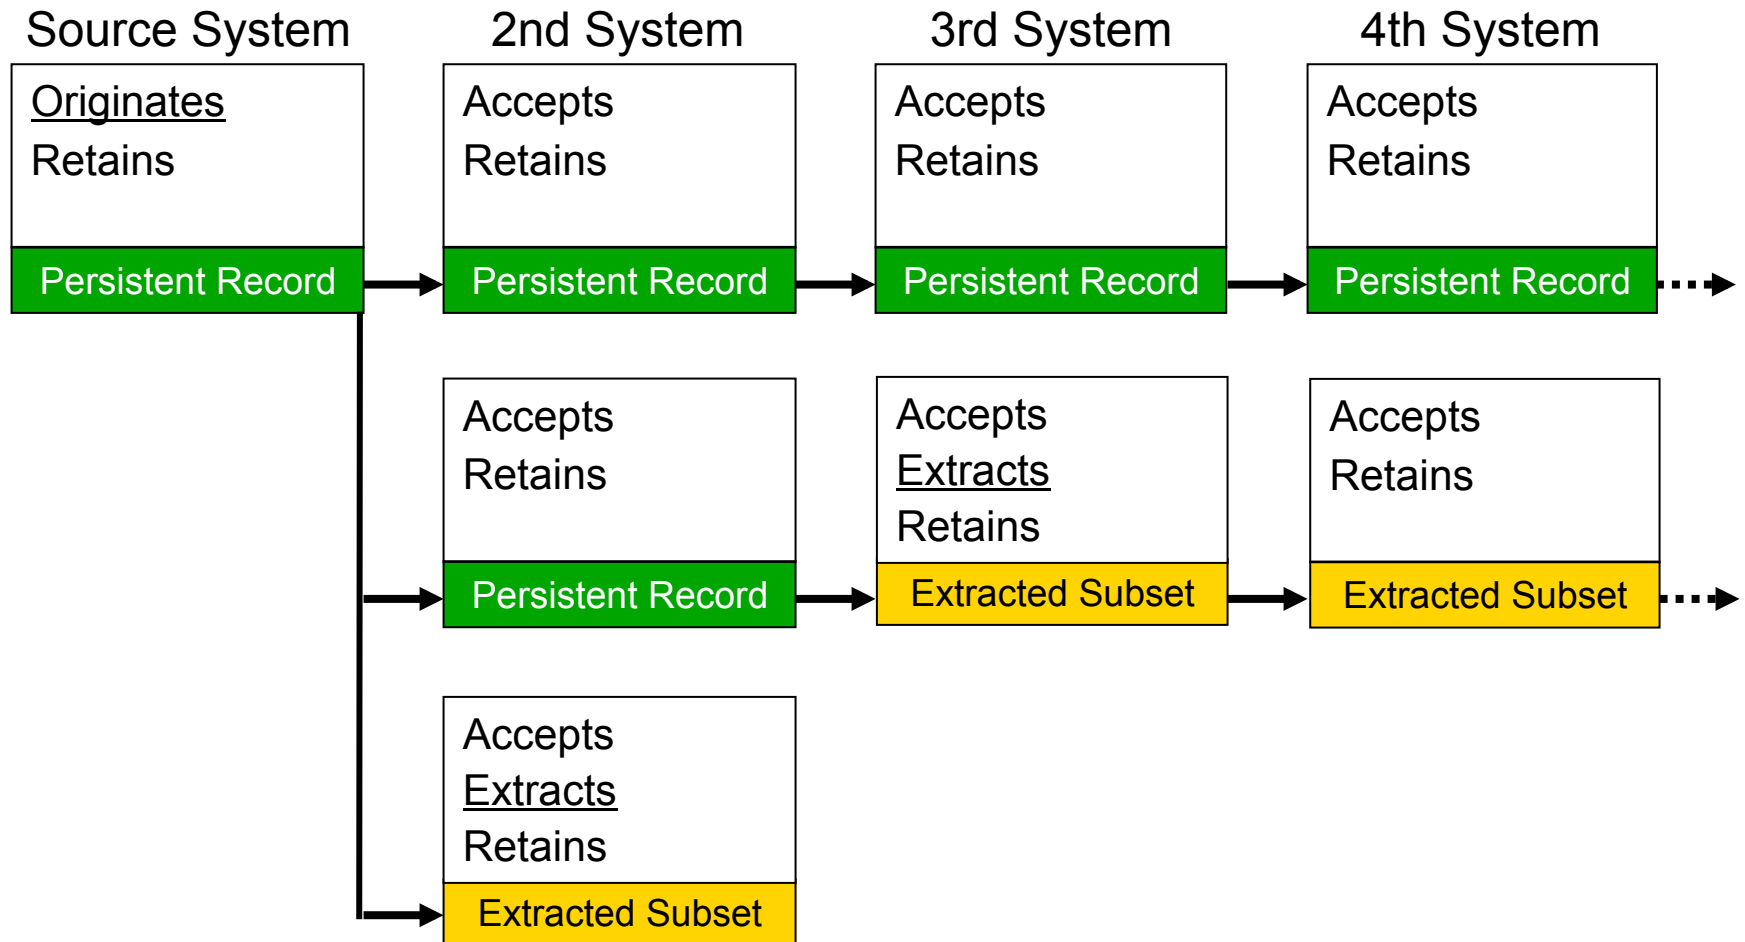 Source System
2nd System
3rd System
4th System
Originates
Retains
Persistent Record
Accepts
Retains
Persistent Record
Accepts
Retains
Persistent Record
Accepts
Retains
Persistent Record
Accepts
Retains
Persistent Record
Accepts
Extracts
Retains
Extracted Subset
Accepts
Retains
Extracted Subset
Accepts
Extracts
Retains
Extracted Subset